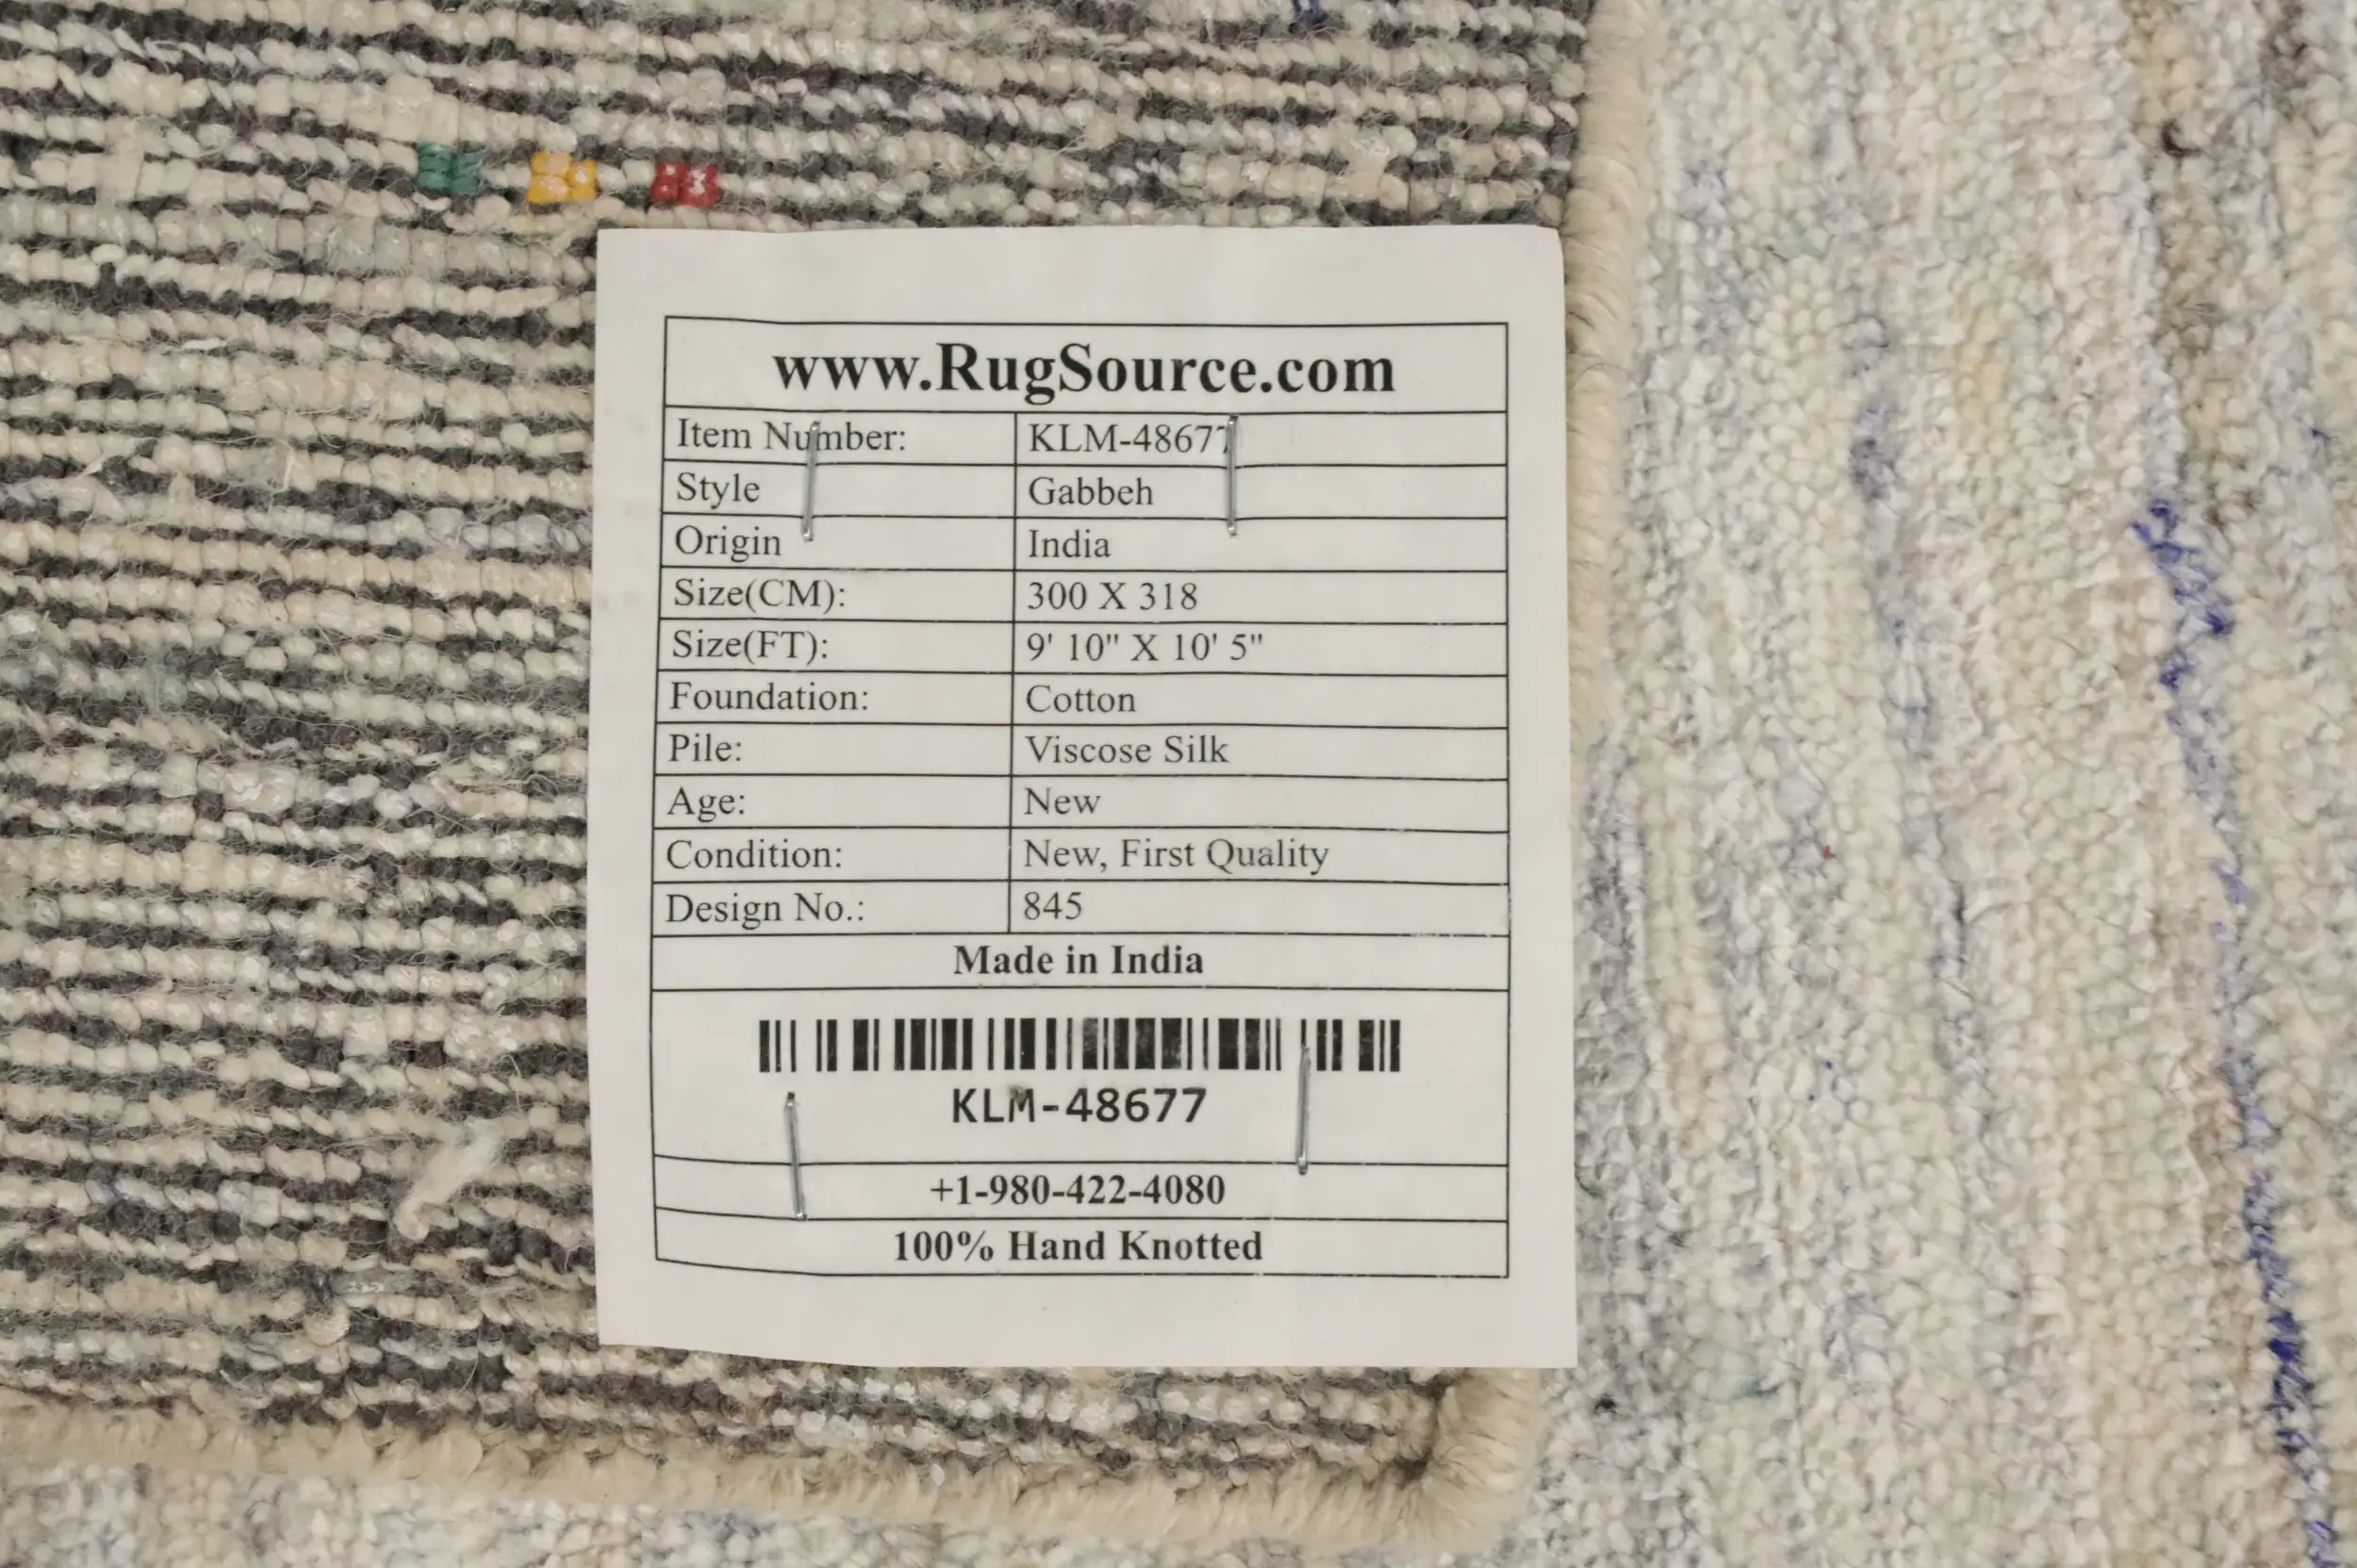 www.RugSource.com
Item Number: KLM-48677
Style Gabbeh
Origin India
Size(CM): 300 X 318
Size(FT): 9' 10" X 10' 5"
Foundation: Cotton
Pile: Viscose Silk
Age: New
Condition: New, First Quality
Design No.: 845
Made in India
KLM-48677
+1-980-422-4080
100% Hand Knotted